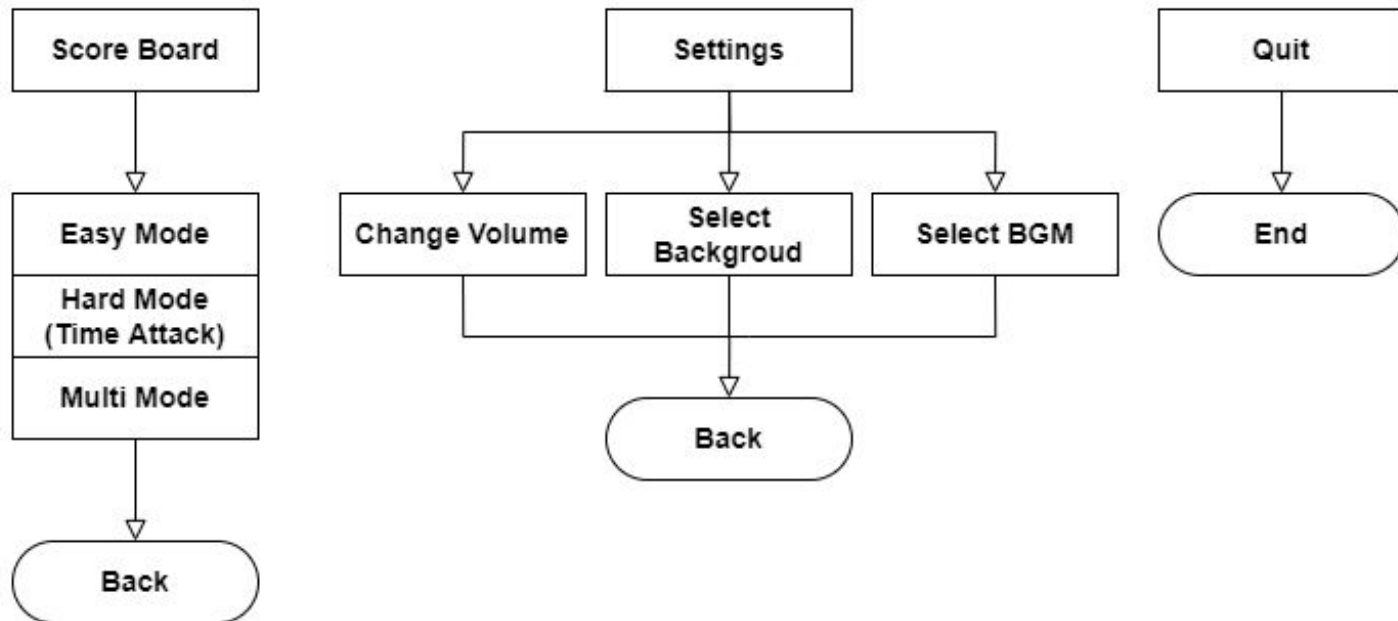 Score Board
Settings
Quit
Easy Mode
Hard Mode
(Time Attack)
Multi Mode
Back
Change Volume
Select
Backgroud
Select BGM
Back
End